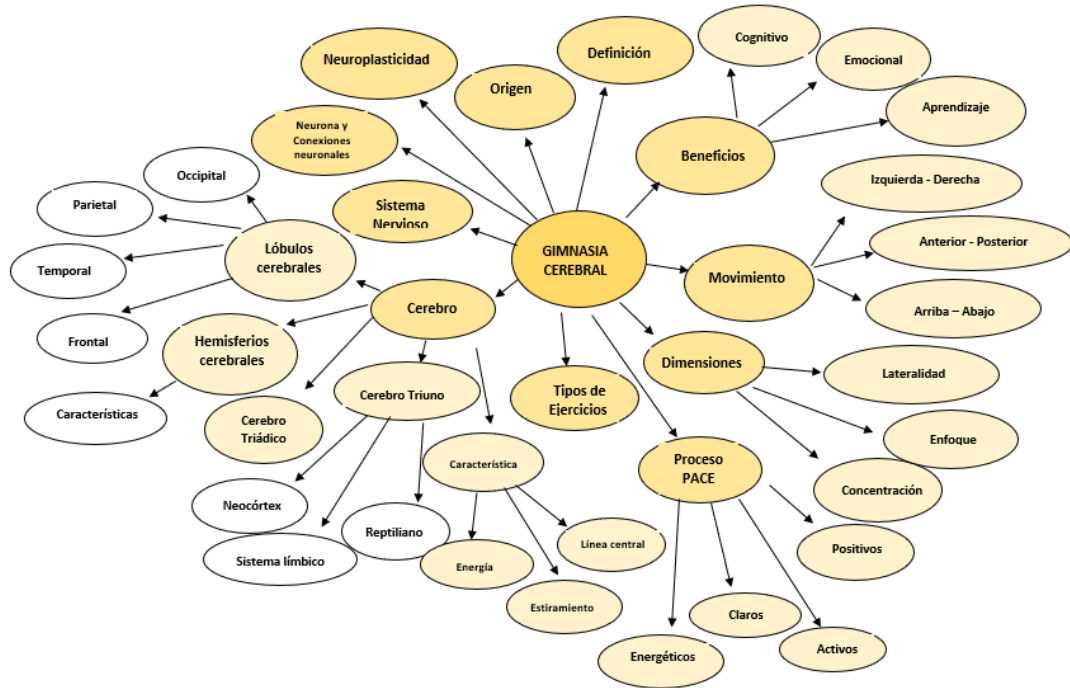 Cognitivo
Definición
Emocional
Neuroplasticidad
Origen
Aprendizaje
Neurona y
Conexiones
neuronales
Beneficios
Occipital
Izquierda - Derecha
Parietal
Sistema
Nervioso
Lóbulos
cerebrales
GIMNASIA
CEREBRAL
Anterior - Posterior
Temporal
Movimiento
Cerebro
Arriba – Abajo
Frontal
Hemisferios
cerebrales
Dimensiones
Lateralidad
Cerebro Triuno
Tipos de
Ejercicios
Características
Cerebro
Triádico
Enfoque
Característica
Proceso
PACE
Concentración
Neocórtex
Reptiliano
Línea central
Positivos
Sistema límbico
Energía
Estiramiento
Claros
Activos
Energéticos